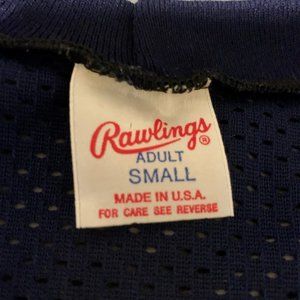 Rawlings®
ADULT
SMALL
MADE IN U.S.A.
FOR CARE SEE REVERSE